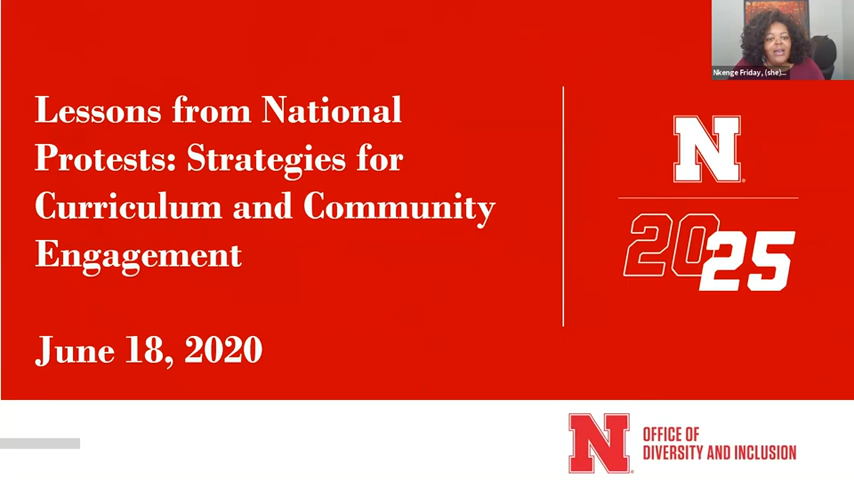 Nkenge Friday, (she)...
Lessons from National
Protests: Strategies for
Curriculum and Community
Engagement
June 18, 2020
N
2025
N
OFFICE OF
DIVERSITY AND INCLUSION